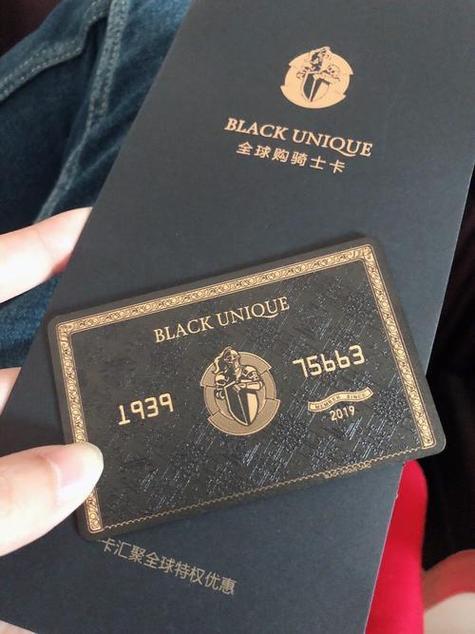 BLACK UNIQUE
全球购骑士卡
BLACK UNIQUE
1939
75663
MEMBER SINCE
2019
卡汇聚全球特权优惠